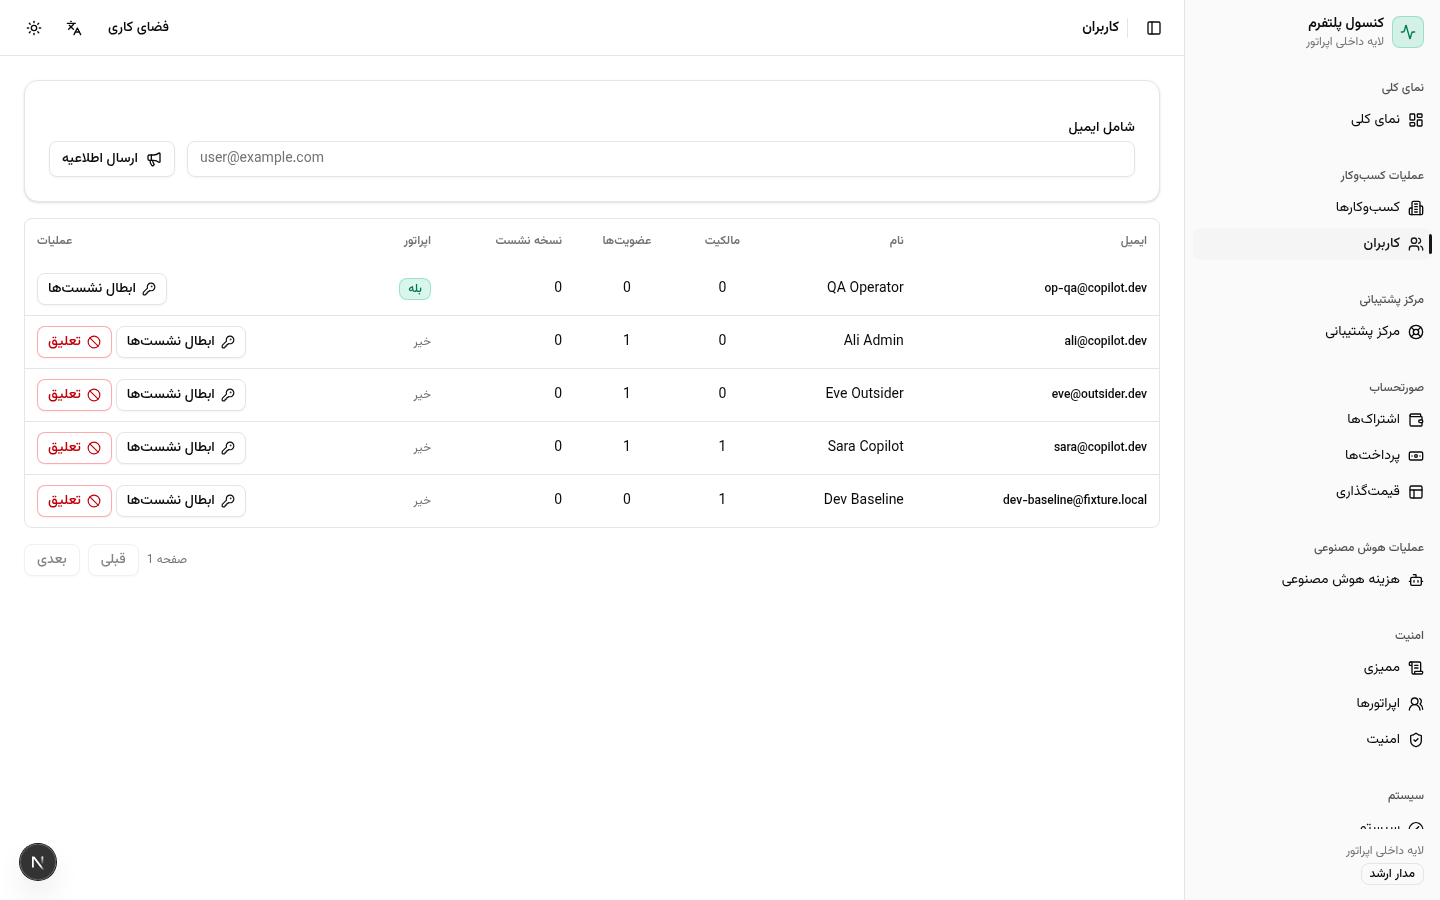 کنسول پلتفرم
لایه داخلی اپراتور
نمای کلی
نمای کلی
عملیات کسب‌وکار
کسب‌وکارها
کاربران
مرکز پشتیبانی
مرکز پشتیبانی
صورتحساب
اشتراک‌ها
پرداخت‌ها
قیمت‌گذاری
عملیات هوش مصنوعی
هزینه هوش مصنوعی
امنیت
ممیزی
اپراتورها
امنیت
سیستم
سیستم
لایه داخلی اپراتور
مدار ارشد
کاربران
فضای کاری
شامل ایمیل
user@example.com
ارسال اطلاعیه
ایمیل نام مالکیت عضویت‌ها نسخه نشست اپراتور عملیات
op-qa@copilot.dev QA Operator 0 0 0 بله ابطال نشست‌ها
ali@copilot.dev Ali Admin 0 1 0 خیر ابطال نشست‌ها تعلیق
eve@outsider.dev Eve Outsider 0 1 0 خیر ابطال نشست‌ها تعلیق
sara@copilot.dev Sara Copilot 1 1 0 خیر ابطال نشست‌ها تعلیق
dev-baseline@fixture.local Dev Baseline 1 0 0 خیر ابطال نشست‌ها تعلیق
صفحه 1 قبلی بعدی